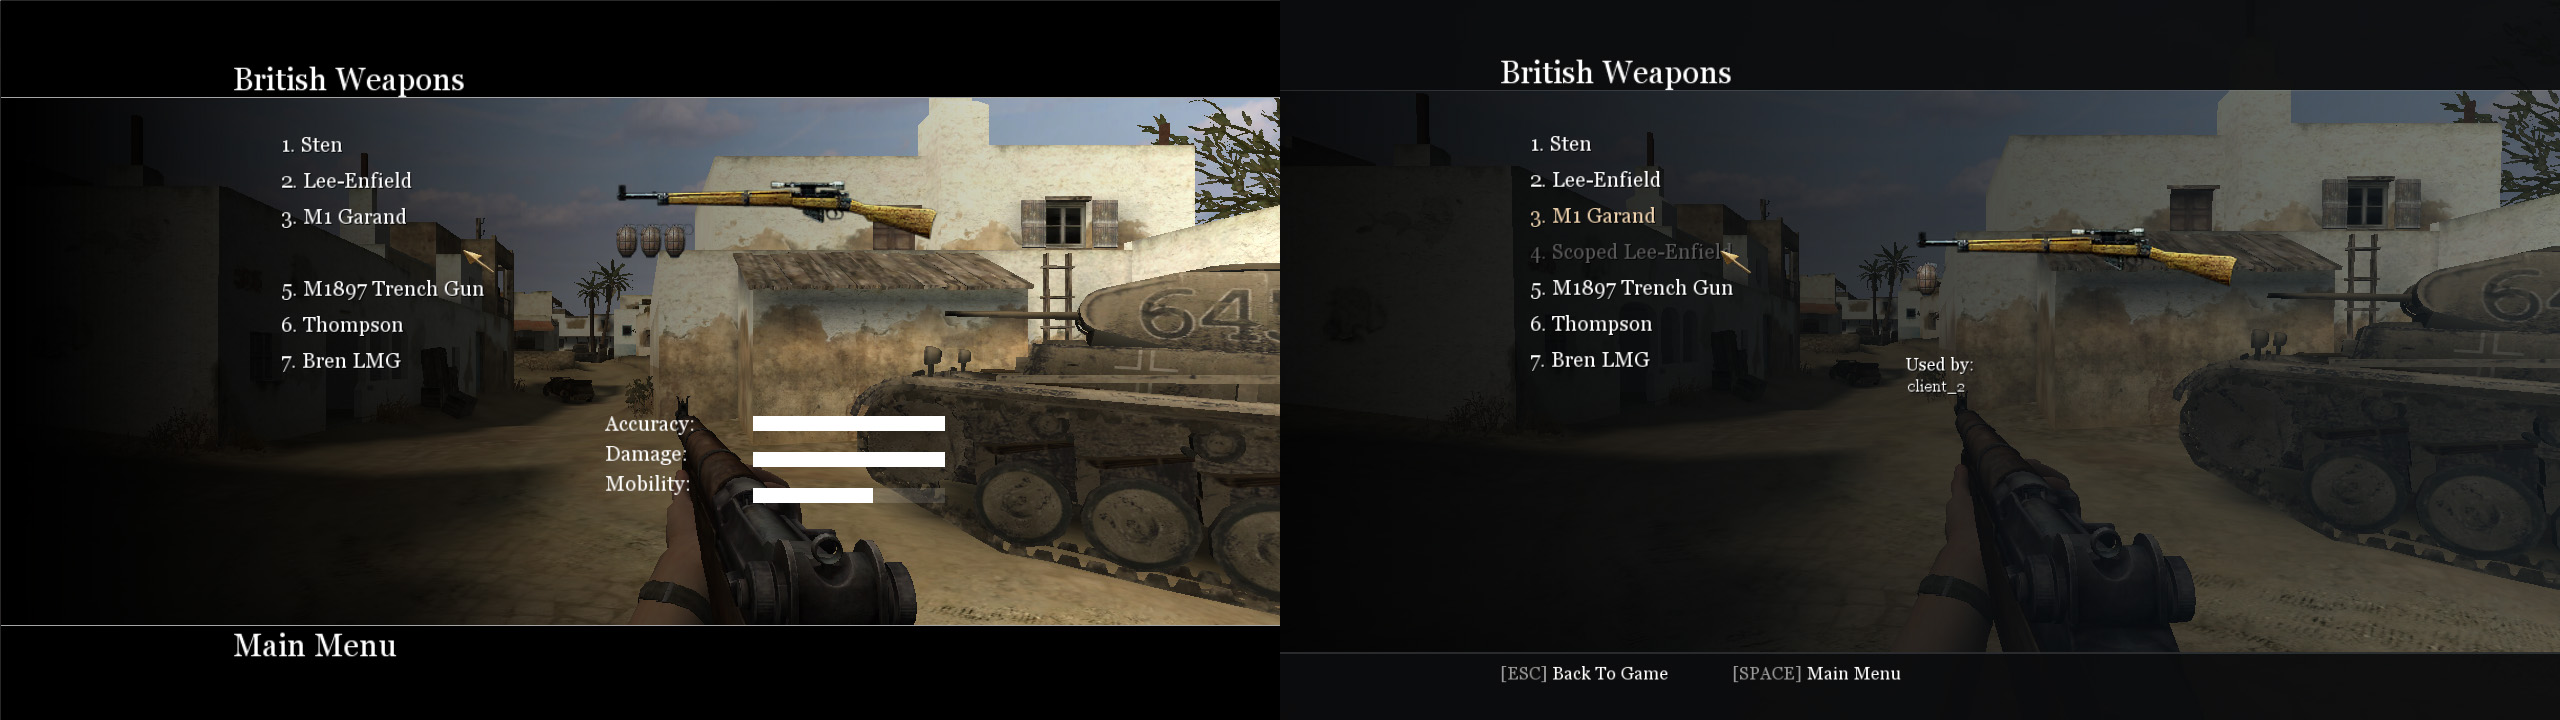 British Weapons
1. Sten
2. Lee-Enfield
3. M1 Garand
5. M1897 Trench Gun
6. Thompson
7. Bren LMG
64
Accuracy:
Damage:
Mobility:
Main Menu
British Weapons
1. Sten
2. Lee-Enfield
3. M1 Garand
4. Scoped Lee-Enfield
5. M1897 Trench Gun
6. Thompson
7. Bren LMG
64
Used by:
client_2
[ESC] Back To Game
[SPACE] Main Menu